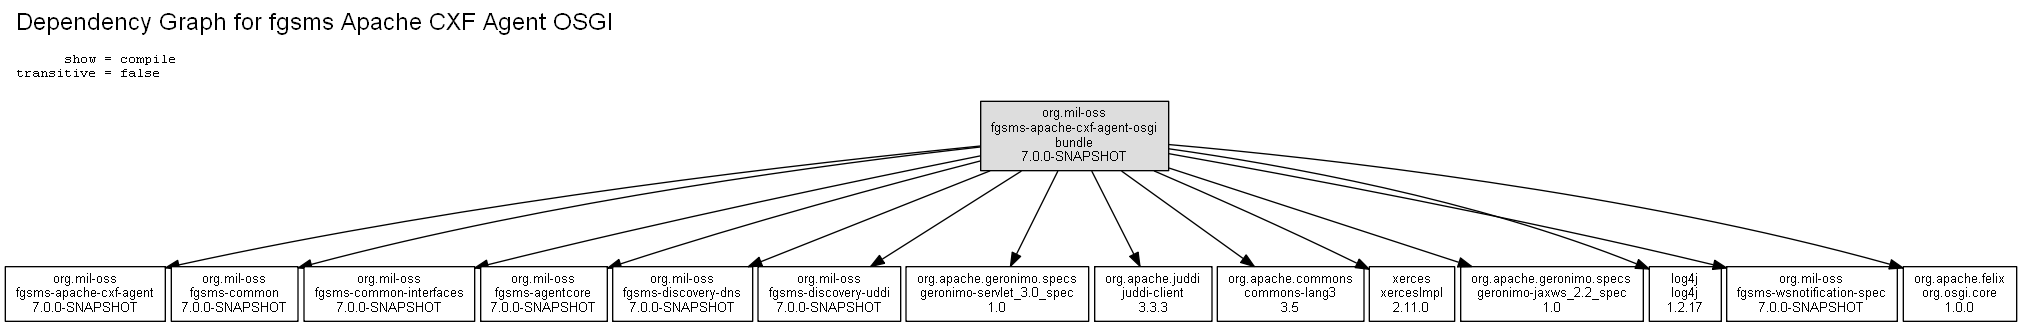 Dependency Graph for fgsms Apache CXF Agent OSGI
show = compile
transitive = false
org.mil-oss
fgsms-apache-cxf-agent-osgi
bundle
7.0.0-SNAPSHOT
org.mil-oss
fgsms-apache-cxf-agent
7.0.0-SNAPSHOT
org.mil-oss
fgsms-common
7.0.0-SNAPSHOT
org.mil-oss
fgsms-common-interfaces
7.0.0-SNAPSHOT
org.mil-oss
fgsms-agentcore
7.0.0-SNAPSHOT
org.mil-oss
fgsms-discovery-dns
7.0.0-SNAPSHOT
org.mil-oss
fgsms-discovery-uddi
7.0.0-SNAPSHOT
org.apache.geronimo.specs
geronimo-servlet_3.0_spec
1.0
org.apache.juddi
juddi-client
3.3.3
org.apache.commons
commons-lang3
3.5
xerces
xercesImpl
2.11.0
org.apache.geronimo.specs
geronimo-jaxws_2.2_spec
1.0
log4j
log4j
1.2.17
org.mil-oss
fgsms-wsnotification-spec
7.0.0-SNAPSHOT
org.apache.felix
org.osgi.core
1.0.0